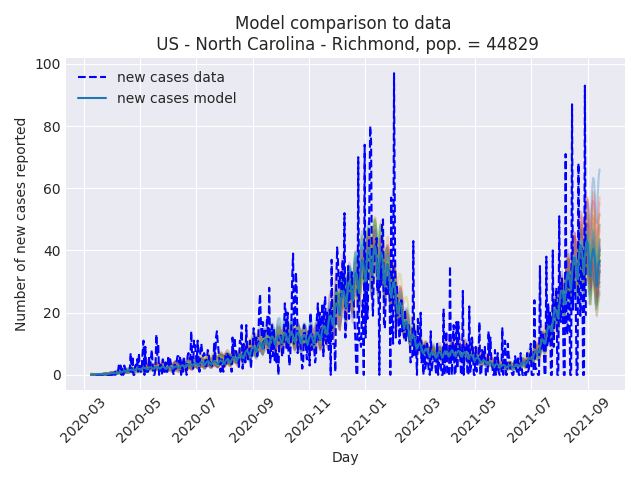 Model comparison to data
US - North Carolina - Richmond, pop. = 44829
new cases data
new cases model
Number of new cases reported
100
80
60
40
20
0
2020-03
2020-05
2020-07
2020-09
2020-11
2021-01
2021-03
2021-05
2021-07
2021-09
Day